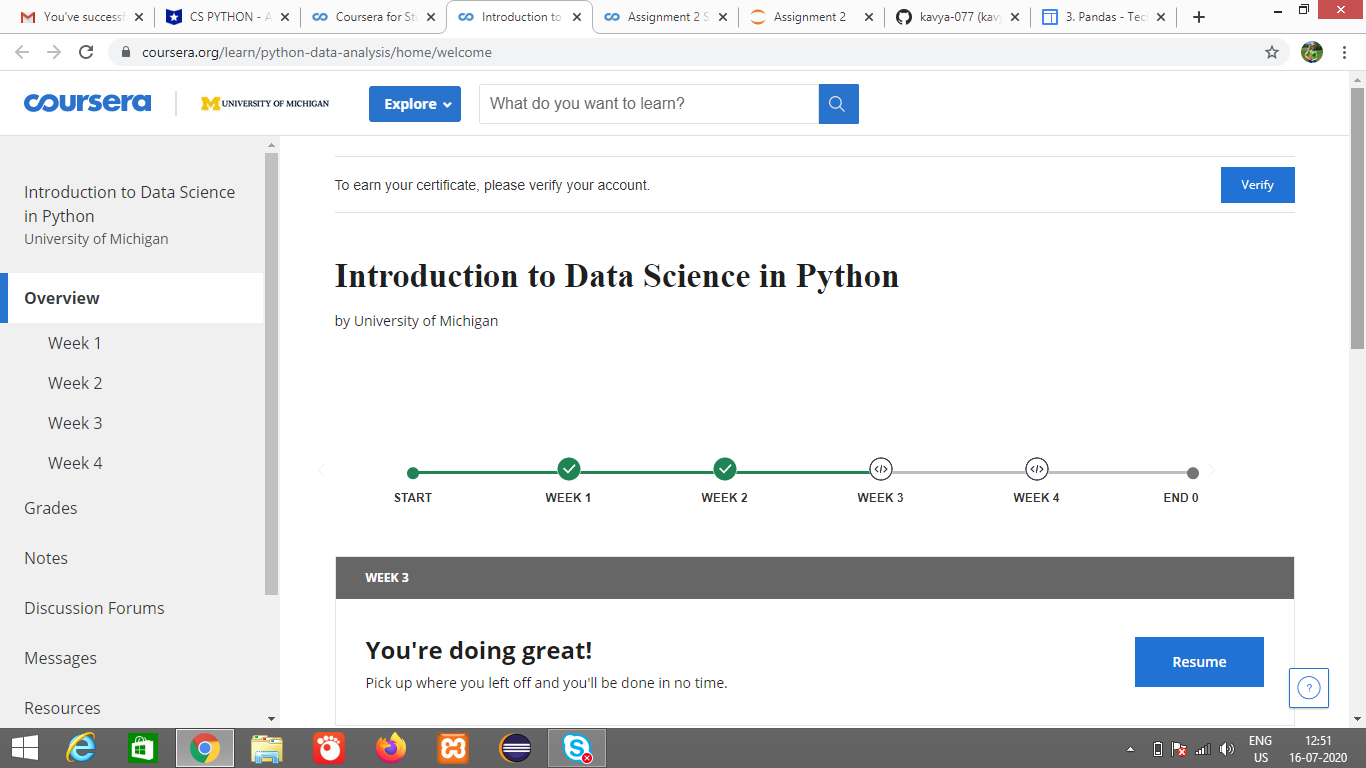 You've successf
CS PYTHON - A
Coursera for St
Introduction to
Assignment 2 S
Assignment 2
kavya-077 (kav
3. Pandas - Tec
coursera.org/learn/python-data-analysis/home/welcome
coursera
M UNIVERSITY OF MICHIGAN
Explore
What do you want to learn?
Introduction to Data Science
in Python
University of Michigan
Overview
Week 1
Week 2
Week 3
Week 4
Grades
Notes
Discussion Forums
Messages
Resources
To earn your certificate, please verify your account.
Verify
Introduction to Data Science in Python
by University of Michigan
START
WEEK 1
WEEK 2
WEEK 3
WEEK 4
END 0
WEEK 3
You're doing great!
Pick up where you left off and you'll be done in no time.
Resume
?
ENG
US
12:51
16-07-2020